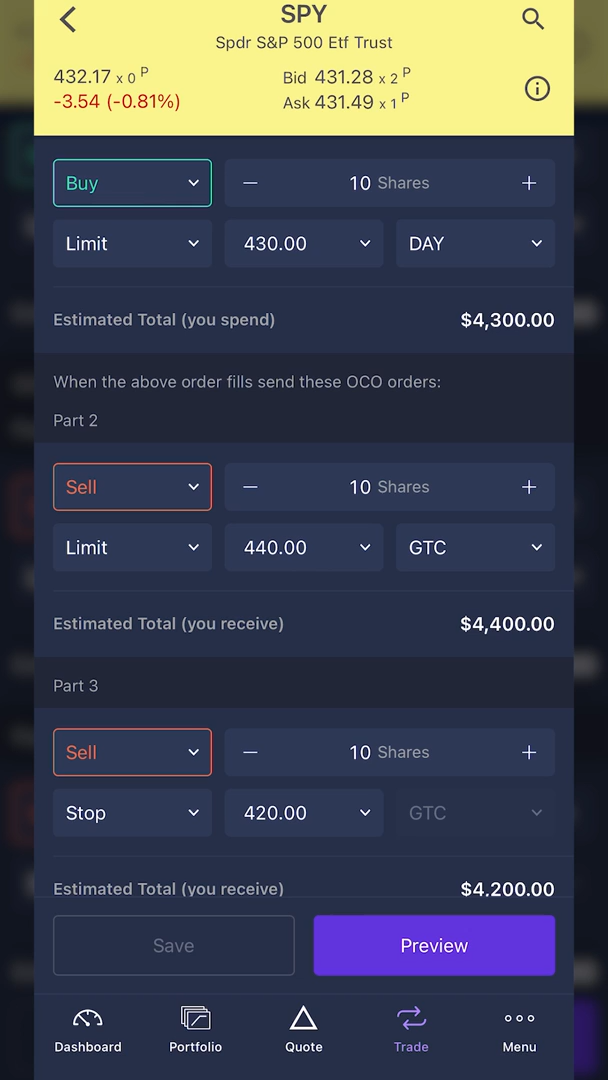 SPY
Spdr S&P 500 Etf Trust
432.17 x 0 P
Bid 431.28 x 2 P
-3.54 (-0.81%)
Ask 431.49 x 1 P
Buy
10 Shares
Limit
430.00
DAY
Estimated Total (you spend)
$4,300.00
When the above order fills send these OCO orders:
Part 2
Sell
10 Shares
Limit
440.00
GTC
Estimated Total (you receive)
$4,400.00
Part 3
Sell
10 Shares
Stop
420.00
GTC
Estimated Total (you receive)
$4,200.00
Save
Preview
Dashboard
Portfolio
Quote
Trade
Menu